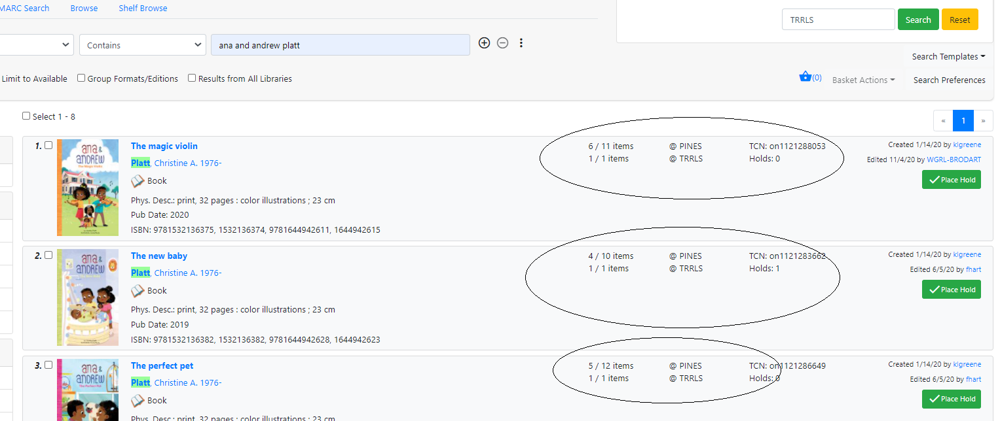 MARC Search Browse Shelf Browse
TRRLS Search Reset
Contains ana and andrew platt
Search Templates
Limit to Available Group Formats/Editions Results from All Libraries
(0) Basket Actions Search Preferences
Select 1 - 8
« 1 »
1. The magic violin 6 / 11 items @ PINES TCN: on1121288053 Created 1/14/20 by klgreene
1 / 1 items @ TRRLS Holds: 0 Edited 11/4/20 by WGRL-BRODART
Platt, Christine A. 1976-
Book Place Hold
Phys. Desc.: print, 32 pages : color illustrations ; 23 cm
Pub Date: 2020
ISBN: 9781532136375, 1532136374, 9781644942611, 1644942615
ana &
ANDREW
The Magic Violin
2. The new baby 4 / 10 items @ PINES TCN: on1121283662 Created 1/14/20 by klgreene
1 / 1 items @ TRRLS Holds: 1 Edited 6/5/20 by fhart
Platt, Christine A. 1976-
Book Place Hold
Phys. Desc.: print, 32 pages : color illustrations ; 23 cm
Pub Date: 2019
ISBN: 9781532136382, 1532136382, 9781644942628, 1644942623
ana &
ANDREW
The New Baby
3. The perfect pet 5 / 12 items @ PINES TCN: on1121286649 Created 1/14/20 by klgreene
1 / 1 items @ TRRLS Holds: 0 Edited 6/5/20 by fhart
Platt, Christine A. 1976-
Book Place Hold
Phys. Desc.: print, 32 pages : color illustrations ; 23 cm
ana &
ANDREW
The Perfect Pet